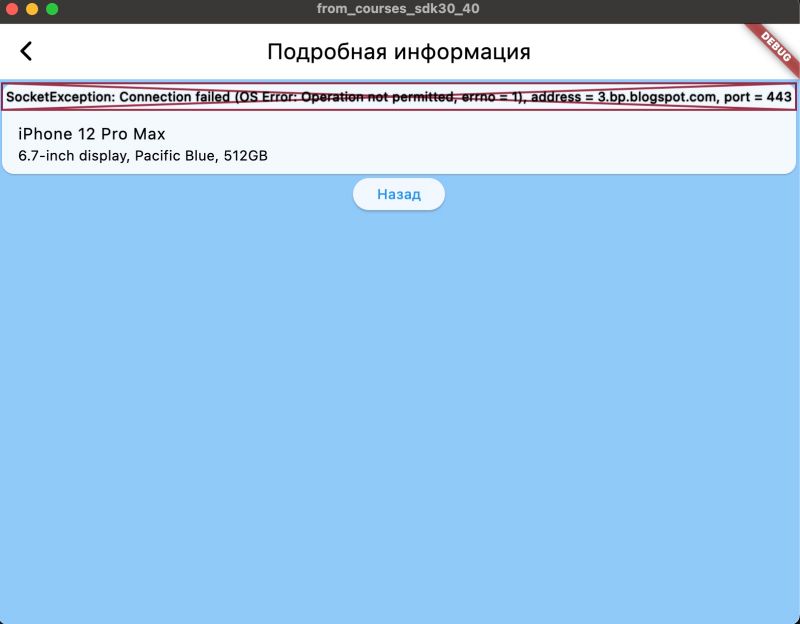 from_courses_sdk30_40
Подробная информация
DEBUG
SocketException: Connection failed (OS Error: Operation not permitted, errno = 1), address = 3.bp.blogspot.com, port = 443
iPhone 12 Pro Max
6.7-inch display, Pacific Blue, 512GB
Назад